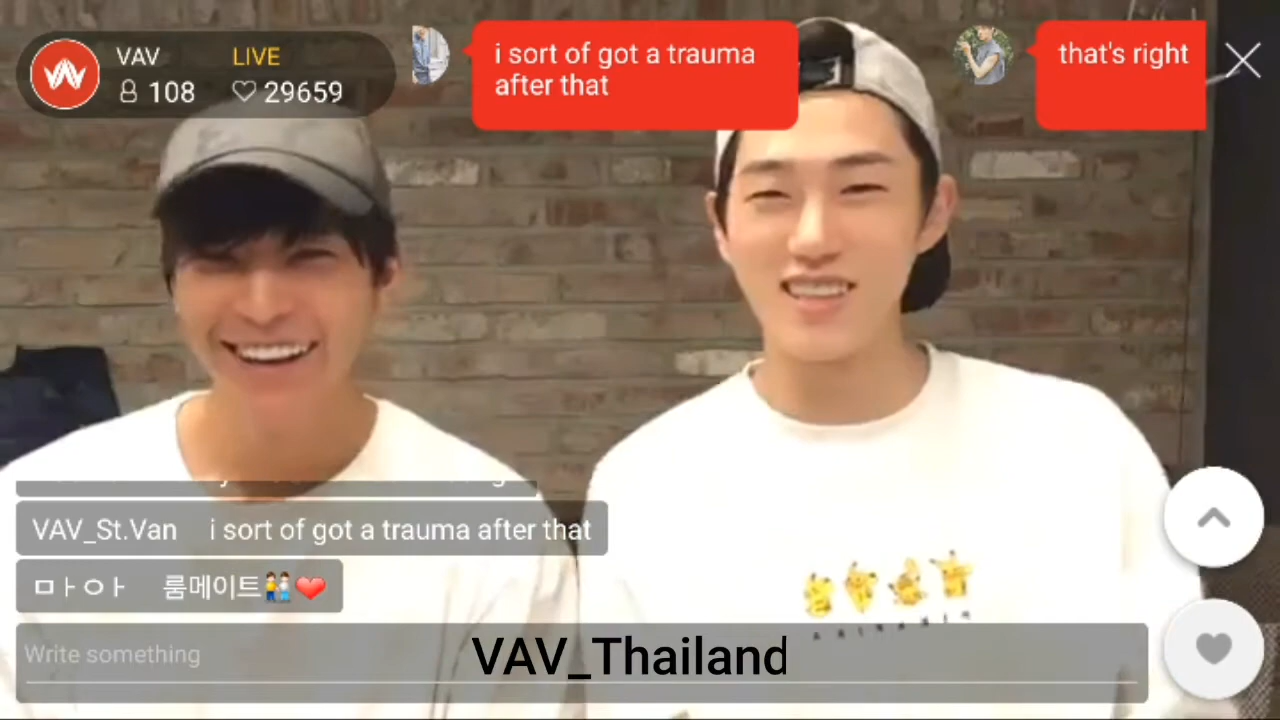 VAV LIVE
108 29659
i sort of got a trauma
after that
that's right
VAV_St.Van i sort of got a trauma after that
ㅁㅏㅇㅏ 룸메이트
Write something
VAV_Thailand